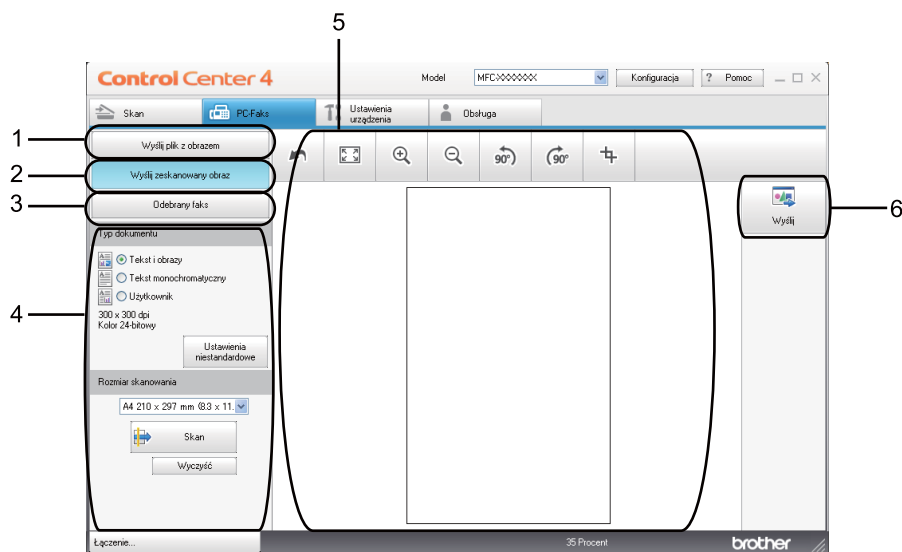 5
Control Center 4
Model
MFC-XXXXXX
Konfiguracja
? Pomoc
Skan
PC-Faks
Ustawienia
urządzenia
Obsługa
1
Wyślij plik z obrazem
2
Wyślij zeskanowany obraz
3
Odebrany faks
90°
90°
Wyślij
6
Typ dokumentu
Tekst i obrazy
Tekst monochromatyczny
Użytkownik
4
300 x 300 dpi
Kolor 24-bitowy
Ustawienia
niestandardowe
Rozmiar skanowania
A4 210 x 297 mm (8.3 x 11.
Skan
Wyczyść
Łączenie...
35 Procent
brother